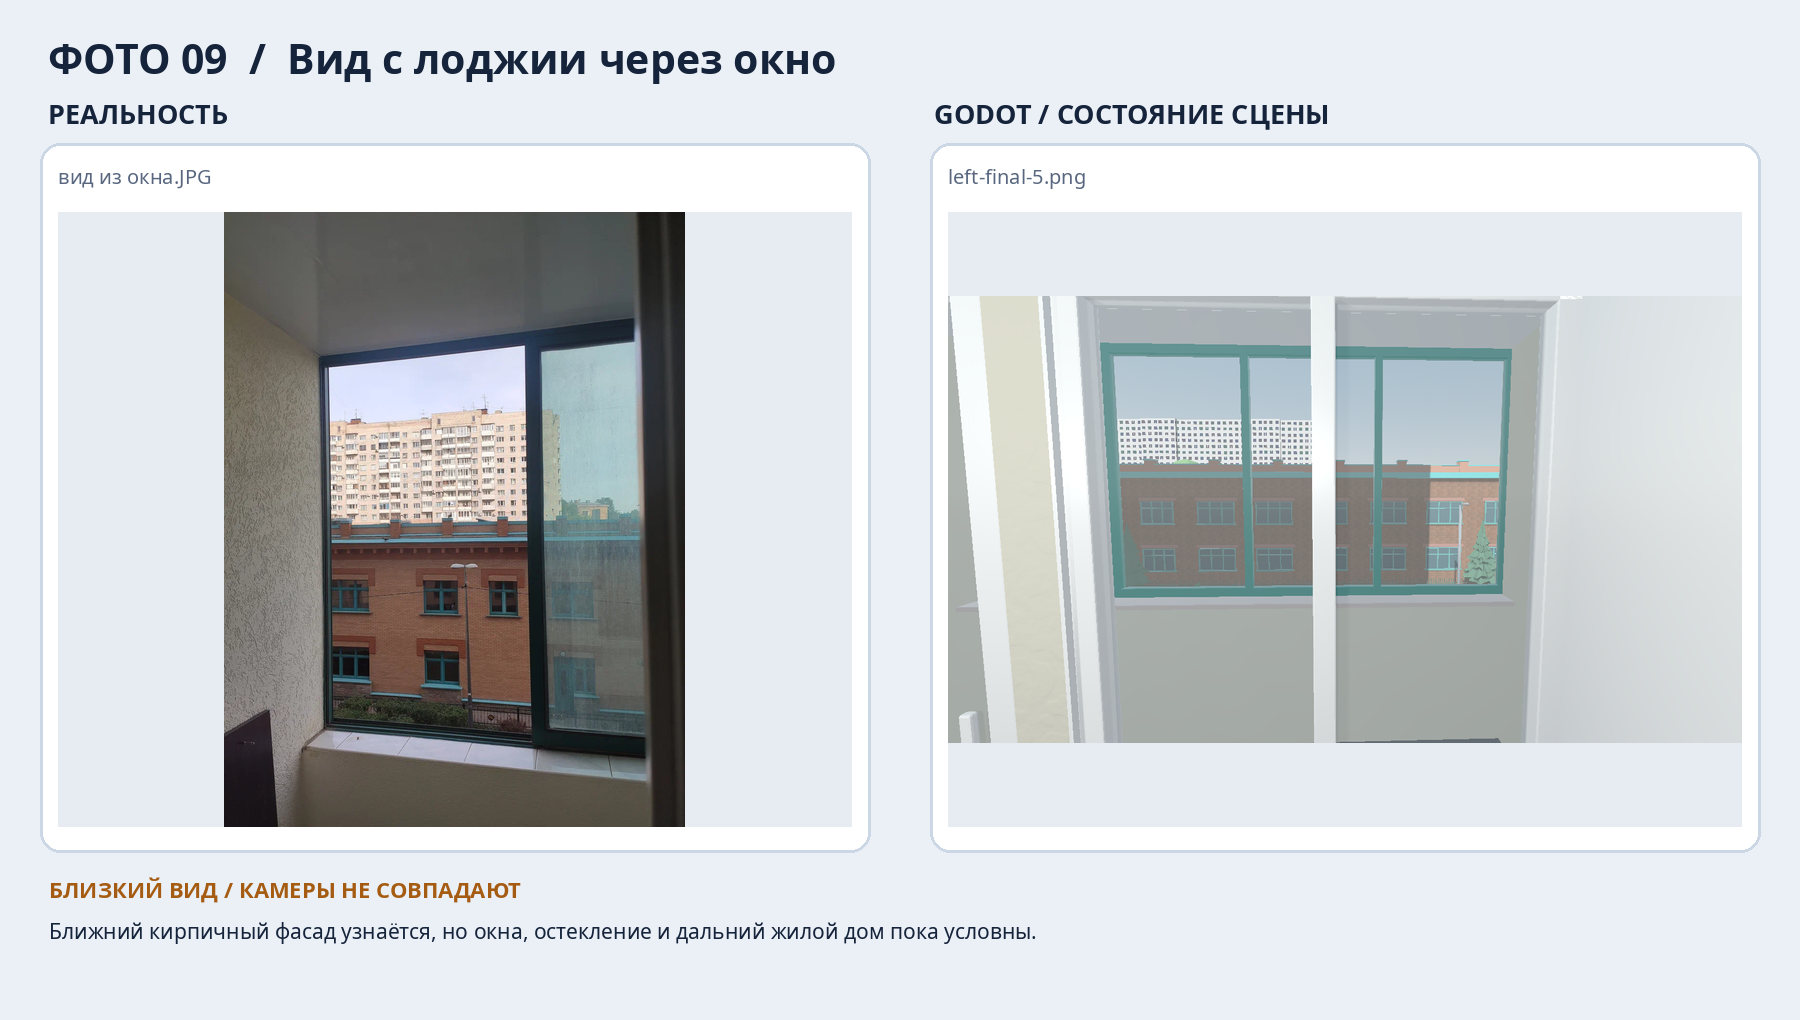 ФОТО 09 / Вид с лоджии через окно
РЕАЛЬНОСТЬ
GODOT / СОСТОЯНИЕ СЦЕНЫ
вид из окна.JPG
left-final-5.png
БЛИЗКИЙ ВИД / КАМЕРЫ НЕ СОВПАДАЮТ
Ближний кирпичный фасад узнаётся, но окна, остекление и дальний жилой дом пока условны.